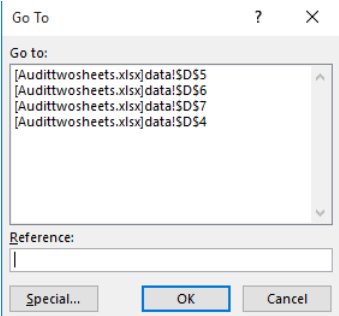 Go To ? ×
Go to:
[Audittwosheets.xlsx]data!$D$5
[Audittwosheets.xlsx]data!$D$6
[Audittwosheets.xlsx]data!$D$7
[Audittwosheets.xlsx]data!$D$4
Reference:
Special... OK Cancel